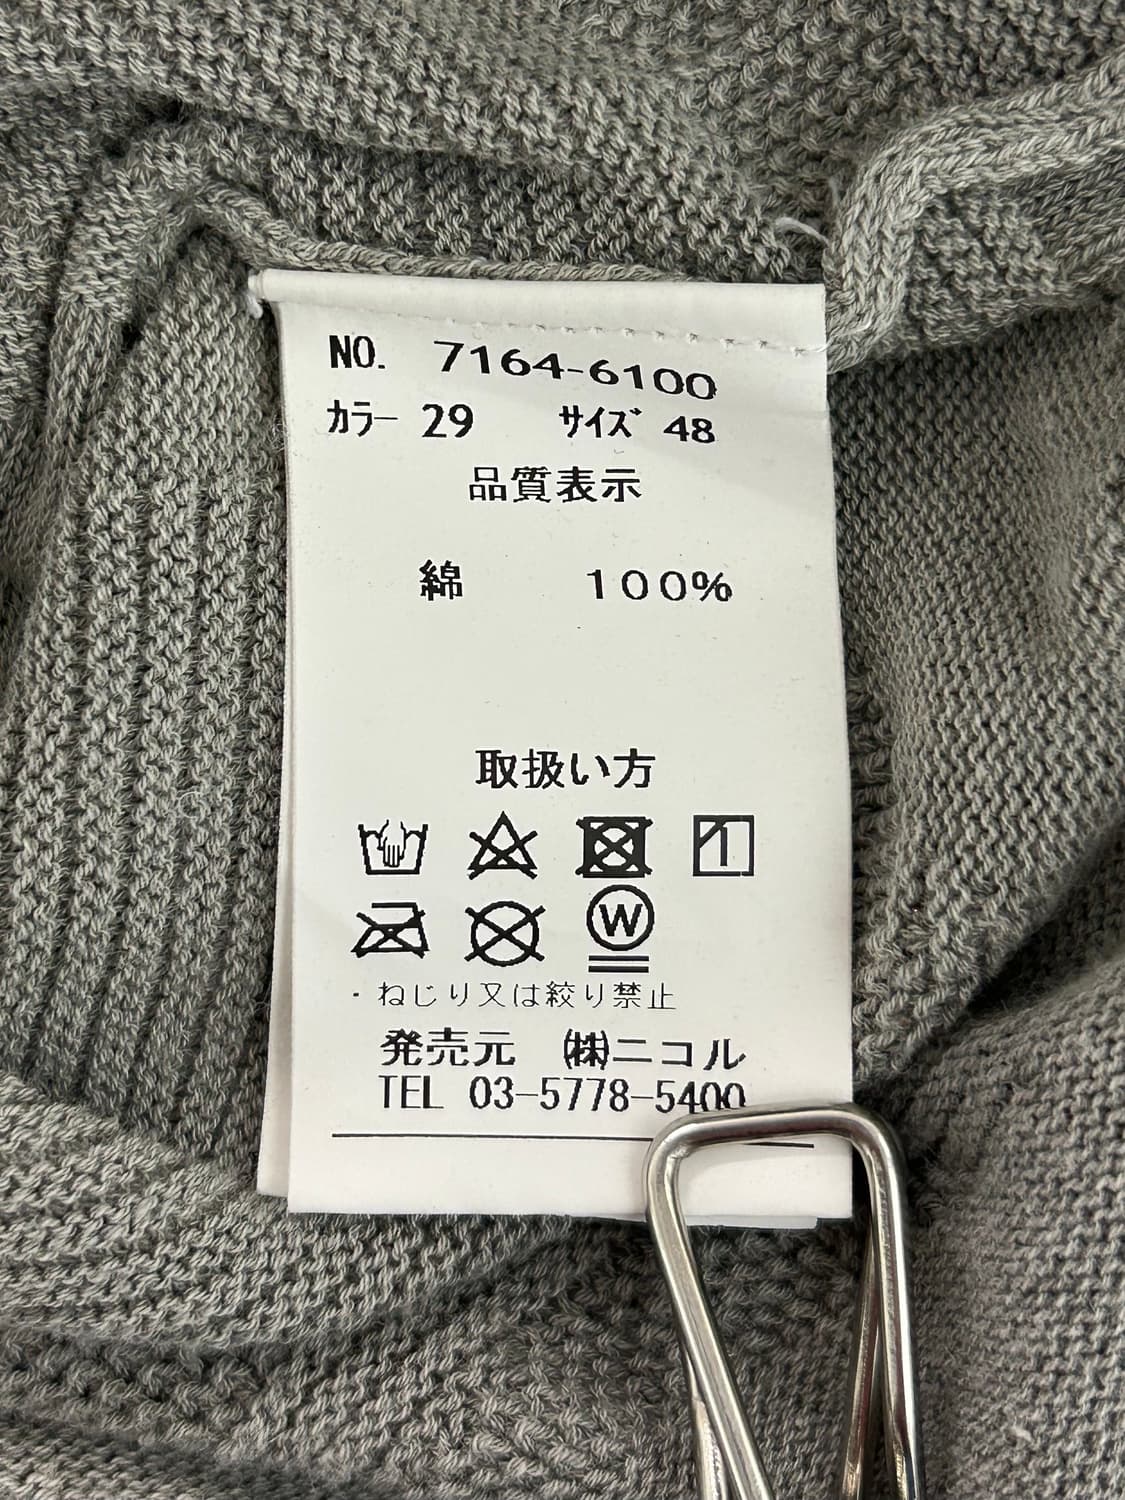 NO. 7164-6100
カラー 29 サイズ 48
品質表示
綿 100%
取扱い方
W
・ねじり又は絞り禁止
発売元 ㈱ニコル
TEL 03-5778-5400